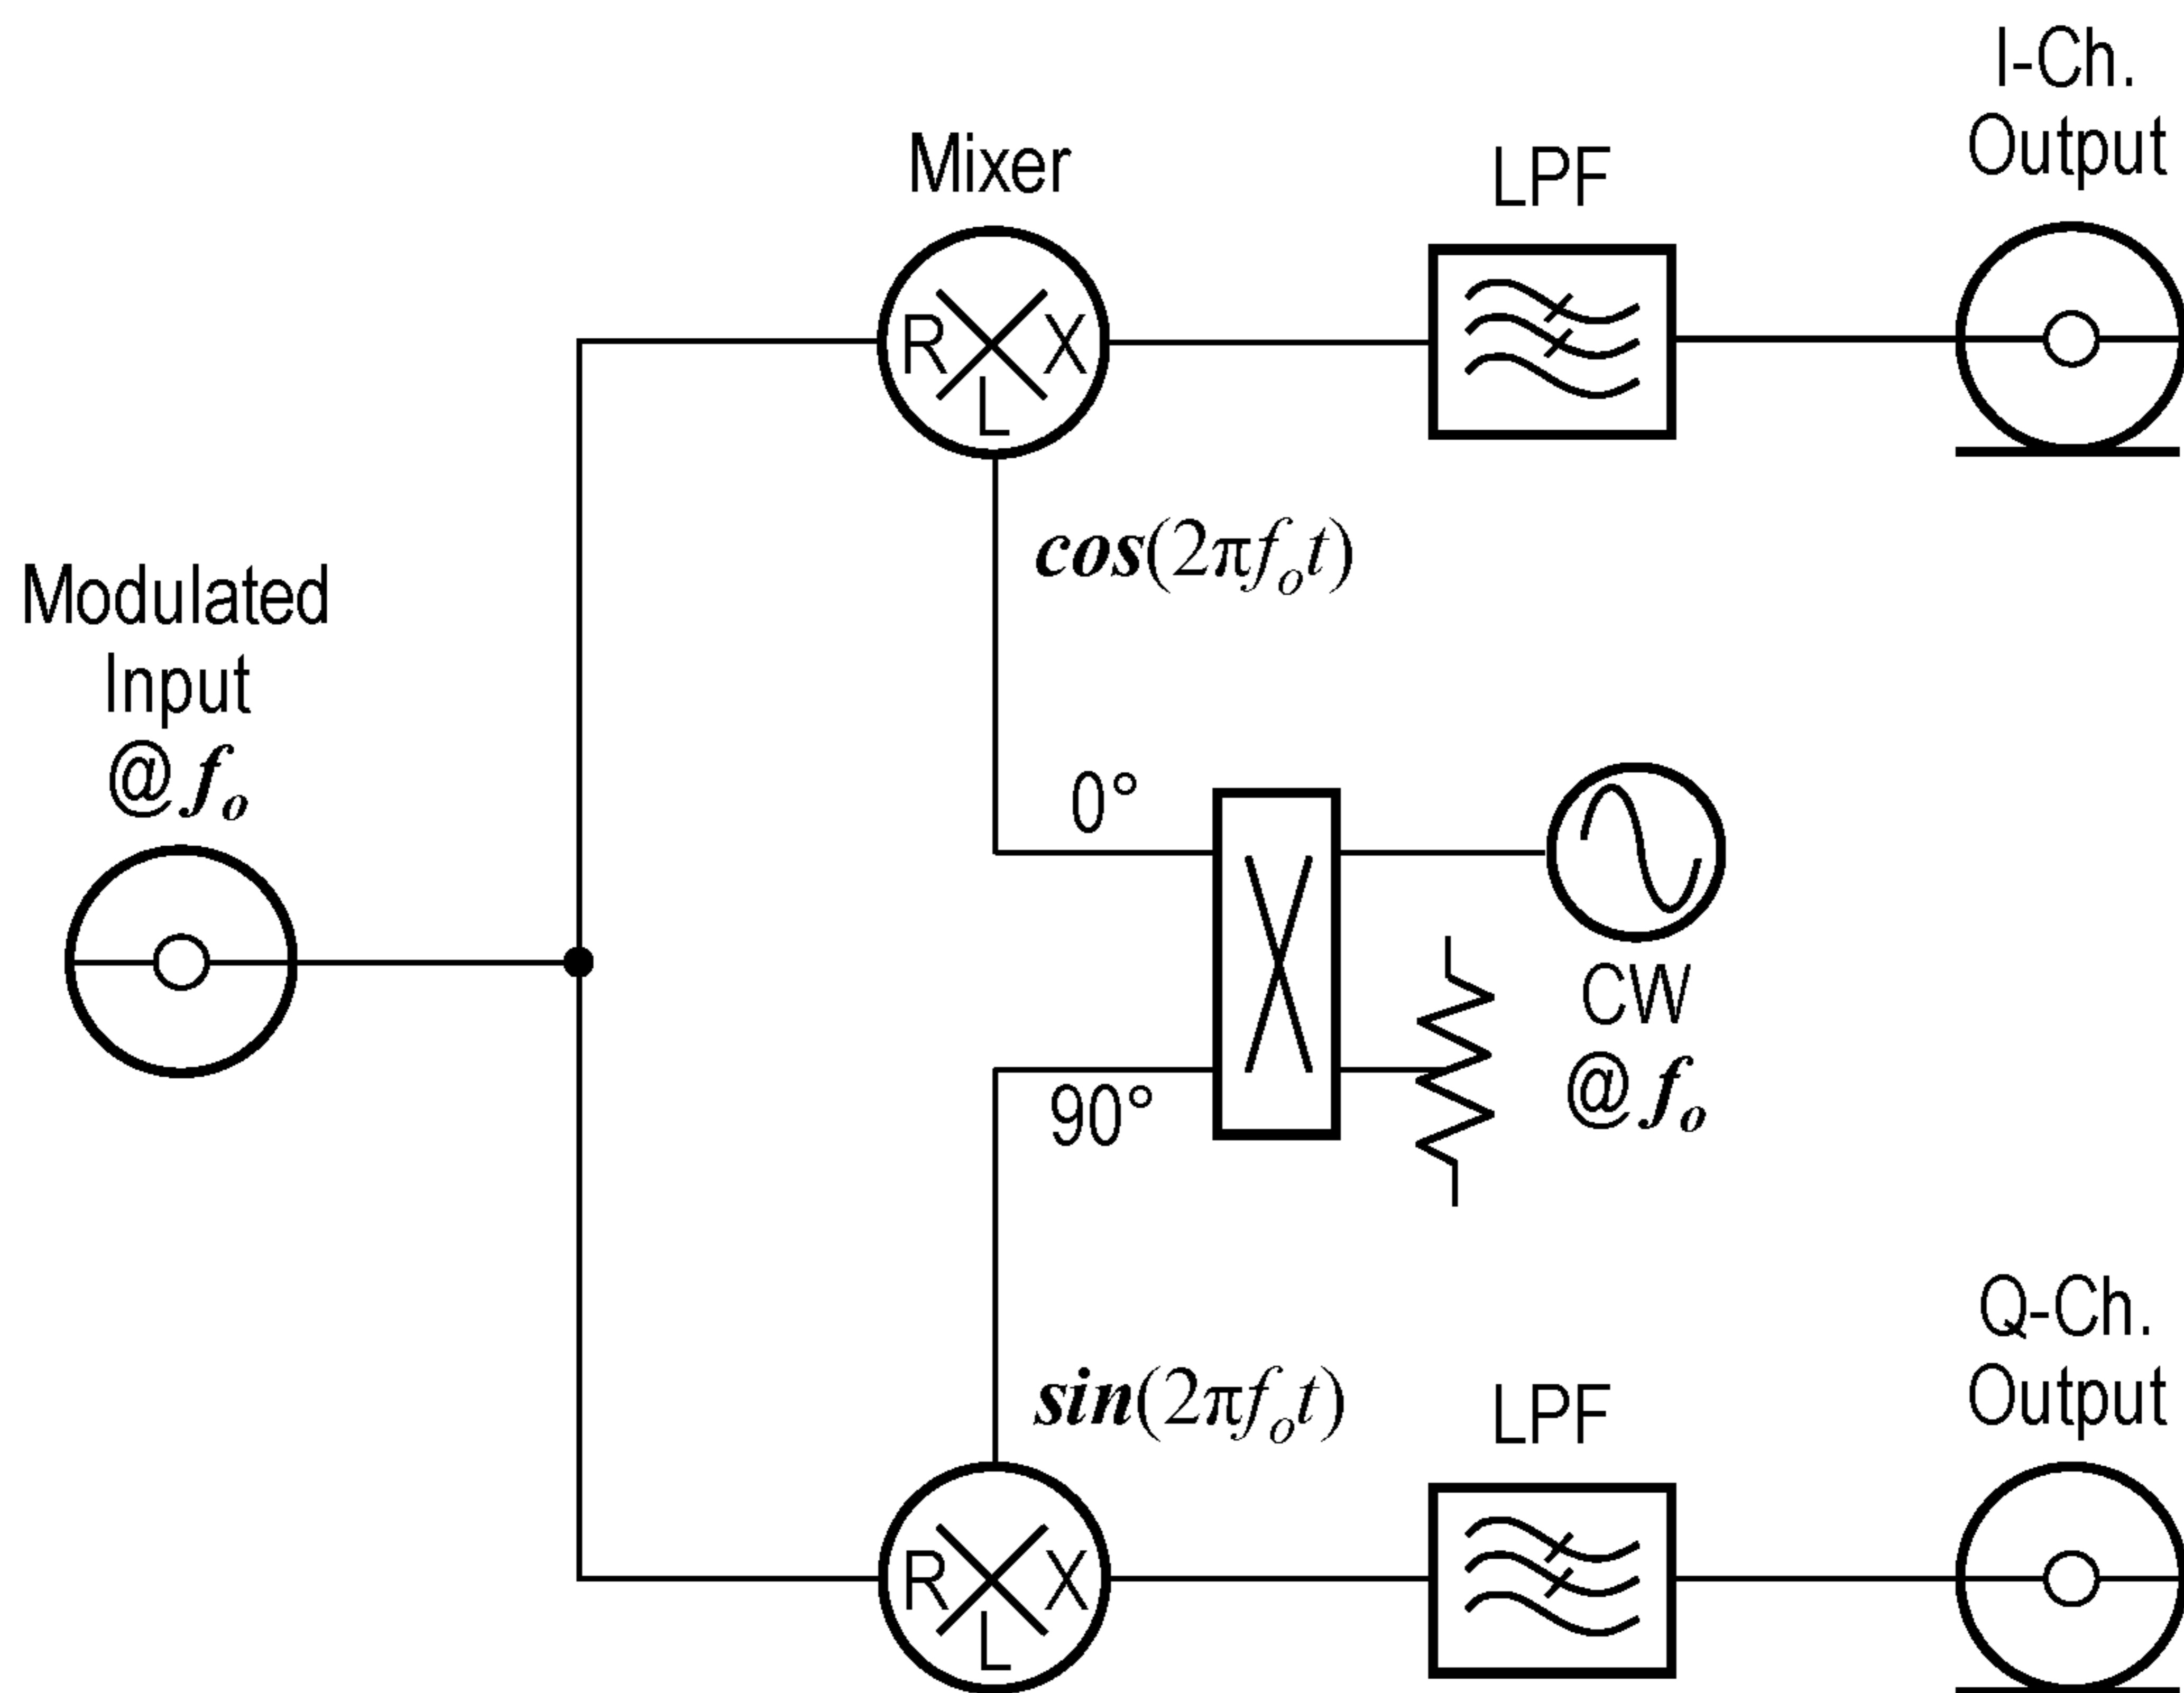 I-Ch.
Output
Mixer
LPF
R
X
L
cos(2πfot)
Modulated
Input
@fo
0°
CW
@fo
90°
Q-Ch.
Output
sin(2πfot)
LPF
R
X
L